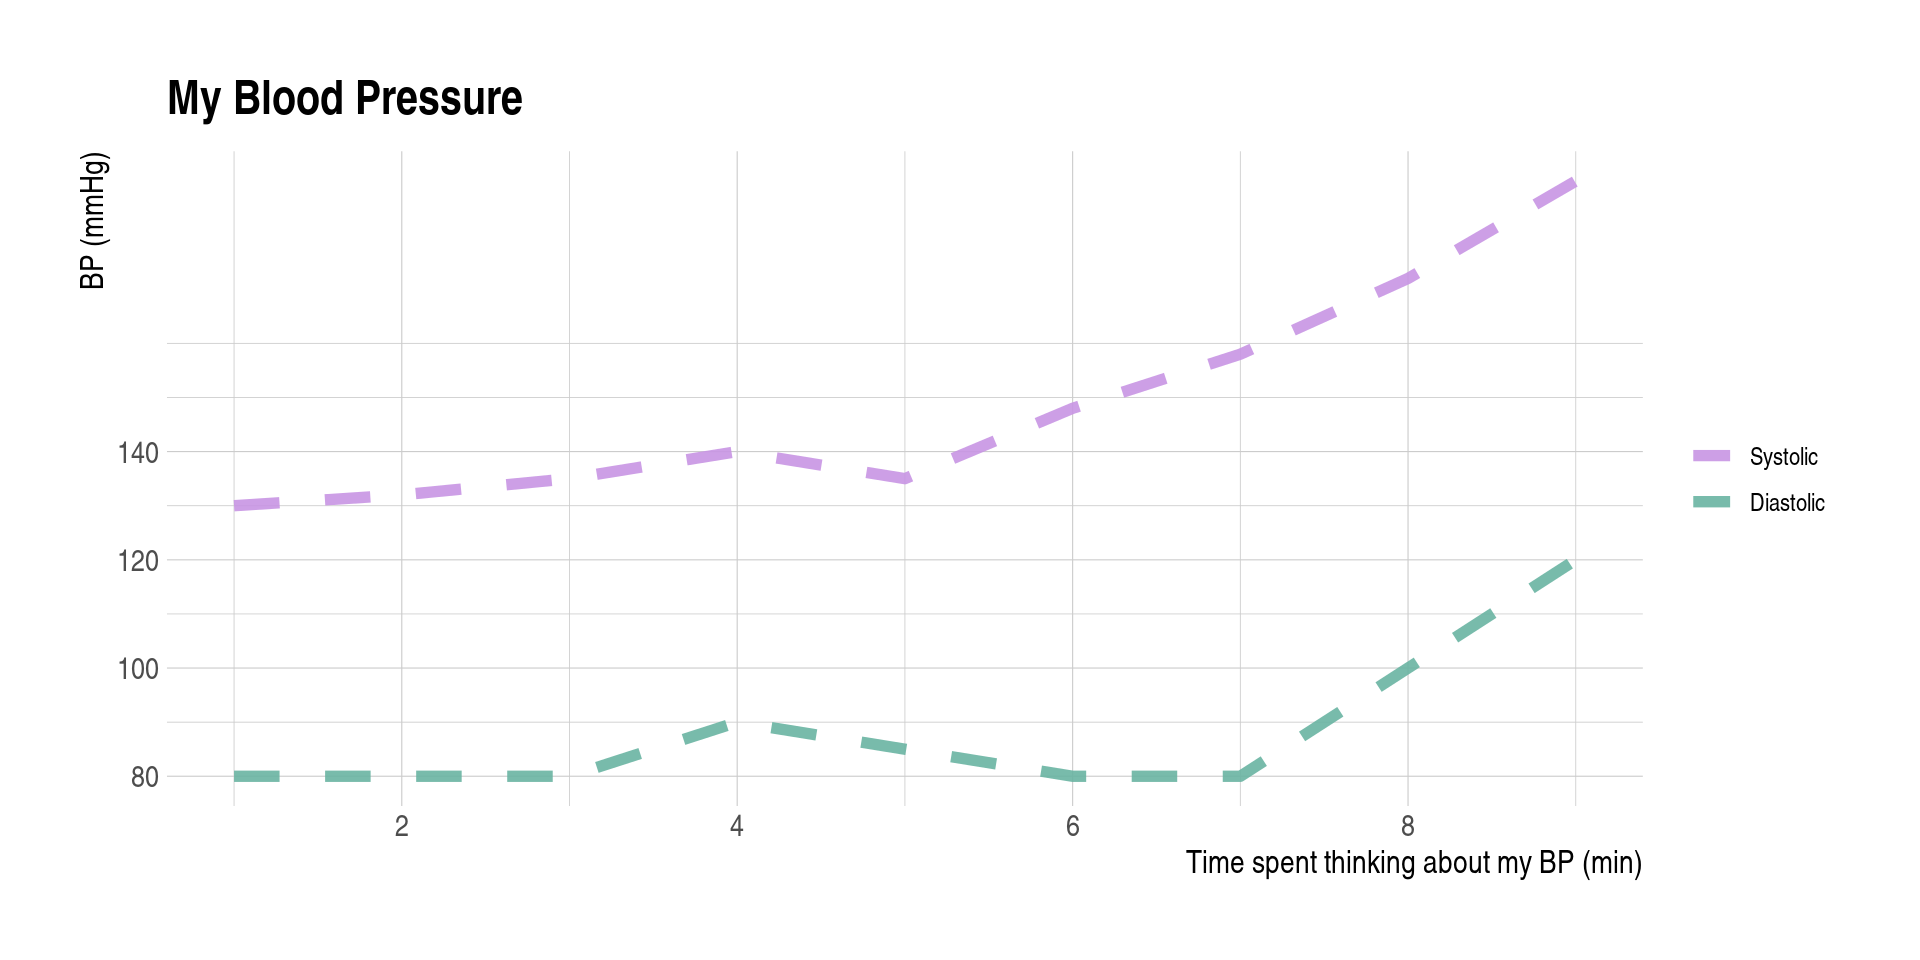 My Blood Pressure
BP (mmHg)
140
120
100
80
2 4 6 8
Time spent thinking about my BP (min)
Systolic
Diastolic